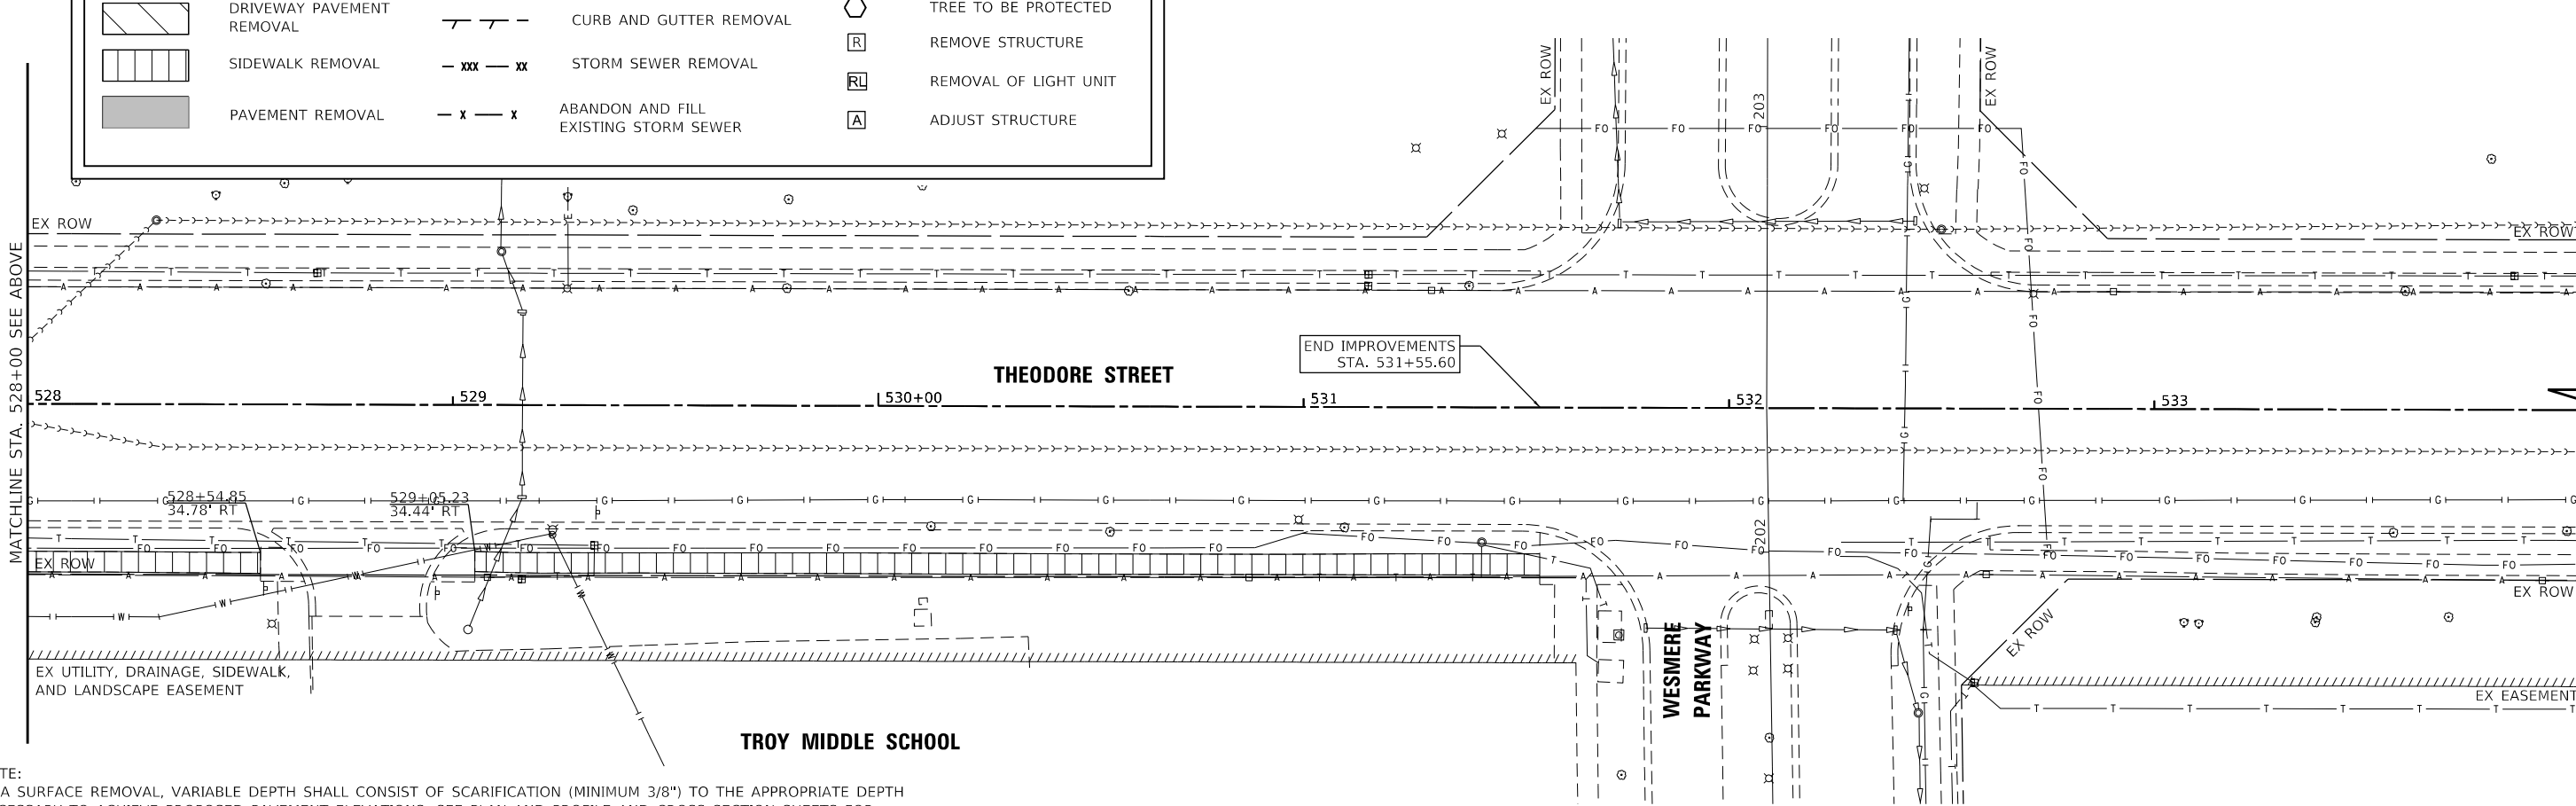 DRIVEWAY PAVEMENT
REMOVAL
CURB AND GUTTER REMOVAL
TREE TO BE PROTECTED
R REMOVE STRUCTURE
SIDEWALK REMOVAL
XXX XX STORM SEWER REMOVAL
RL REMOVAL OF LIGHT UNIT
PAVEMENT REMOVAL
X X ABANDON AND FILL
EXISTING STORM SEWER
A ADJUST STRUCTURE
EX ROW
EX ROW
203
EX ROW
EX ROW
MATCHLINE STA. 528+00 SEE ABOVE
END IMPROVEMENTS
STA. 531+55.60
THEODORE STREET
528
529
530+00
531
532
533
528+54.85
34.78' RT
529+05.23
34.44' RT
202
EX ROW
EX ROW
EX ROW
EX UTILITY, DRAINAGE, SIDEWALK,
AND LANDSCAPE EASEMENT
WESMERE
PARKWAY
EX EASEMENT
TROY MIDDLE SCHOOL
TE:
A SURFACE REMOVAL, VARIABLE DEPTH SHALL CONSIST OF SCARIFICATION (MINIMUM 3/8") TO THE APPROPRIATE DEPTH